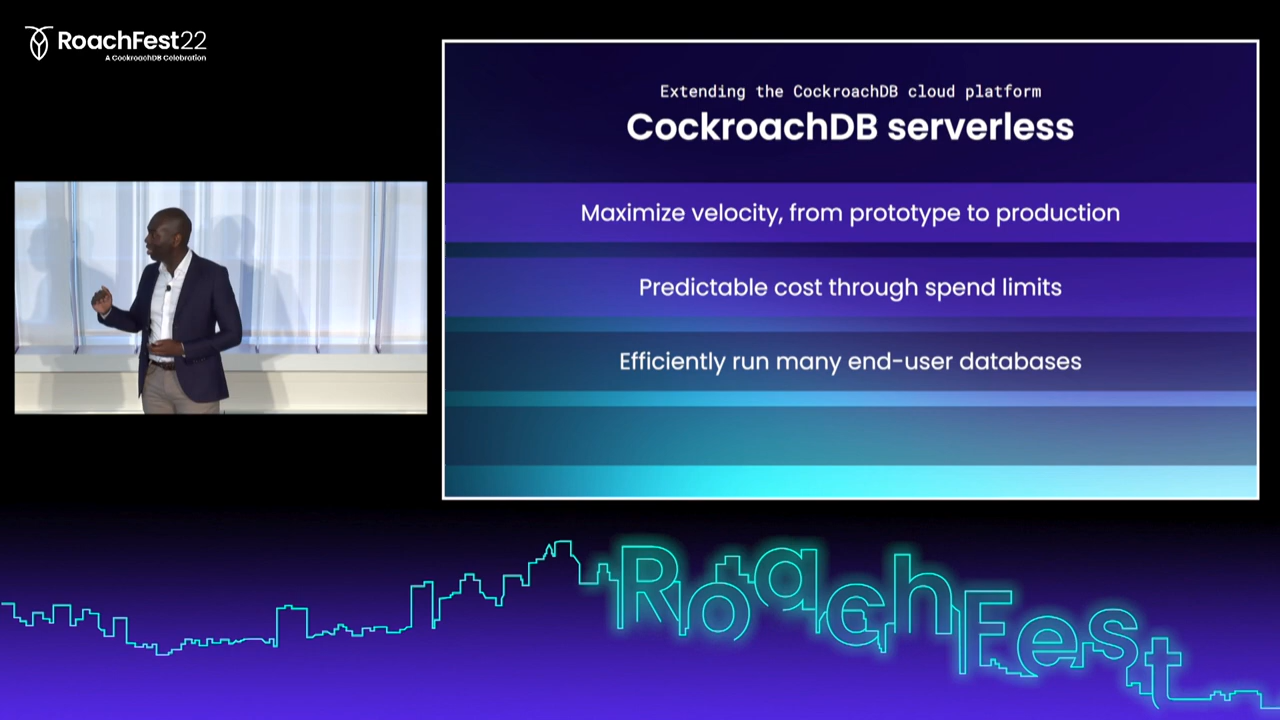 RoachFest22
A CockroachDB Celebration
Extending the CockroachDB cloud platform
CockroachDB serverless
Maximize velocity, from prototype to production
Predictable cost through spend limits
Efficiently run many end-user databases
RoachFest